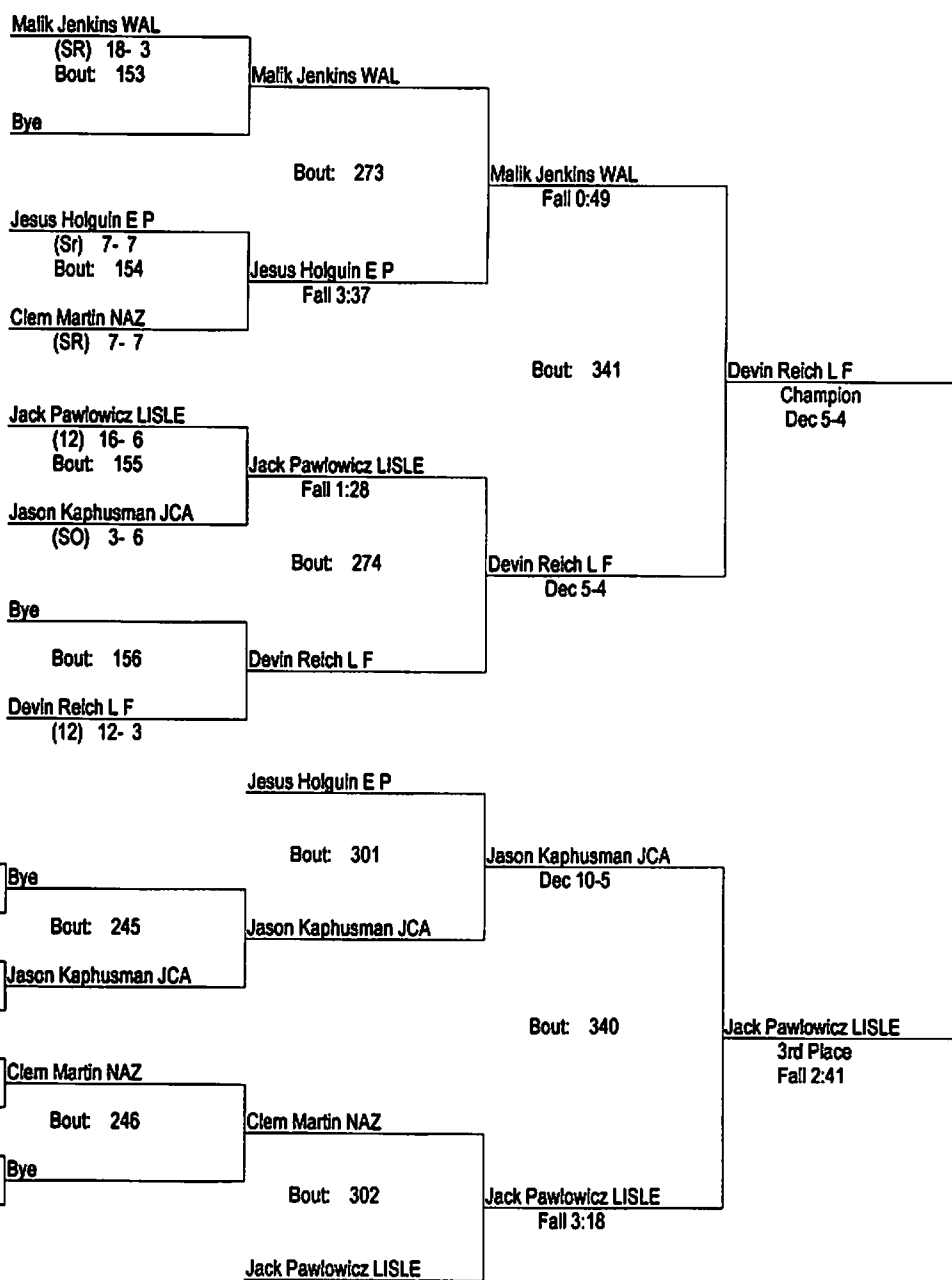 Malik Jenkins WAL
(SR) 18- 3
Bout: 153
Malik Jenkins WAL
Bye
Bout: 273
Malik Jenkins WAL
Fall 0:49
Jesus Holguin E P
(Sr) 7- 7
Bout: 154
Jesus Holguin E P
Fall 3:37
Clem Martin NAZ
(SR) 7- 7
Bout: 341
Devin Reich L F
Champion
Dec 5-4
Jack Pawlowicz LISLE
(12) 16- 6
Bout: 155
Jack Pawlowicz LISLE
Fall 1:28
Jason Kaphusman JCA
(SO) 3- 6
Bout: 274
Devin Reich L F
Dec 5-4
Bye
Bout: 156
Devin Reich L F
Devin Reich L F
(12) 12- 3
Jesus Holguin E P
Bout: 301
Jason Kaphusman JCA
Dec 10-5
Bye
Bout: 245
Jason Kaphusman JCA
Jason Kaphusman JCA
Bout: 340
Jack Pawlowicz LISLE
3rd Place
Fall 2:41
Clem Martin NAZ
Bout: 246
Clem Martin NAZ
Bye
Bout: 302
Jack Pawlowicz LISLE
Fall 3:18
Jack Pawlowicz LISLE